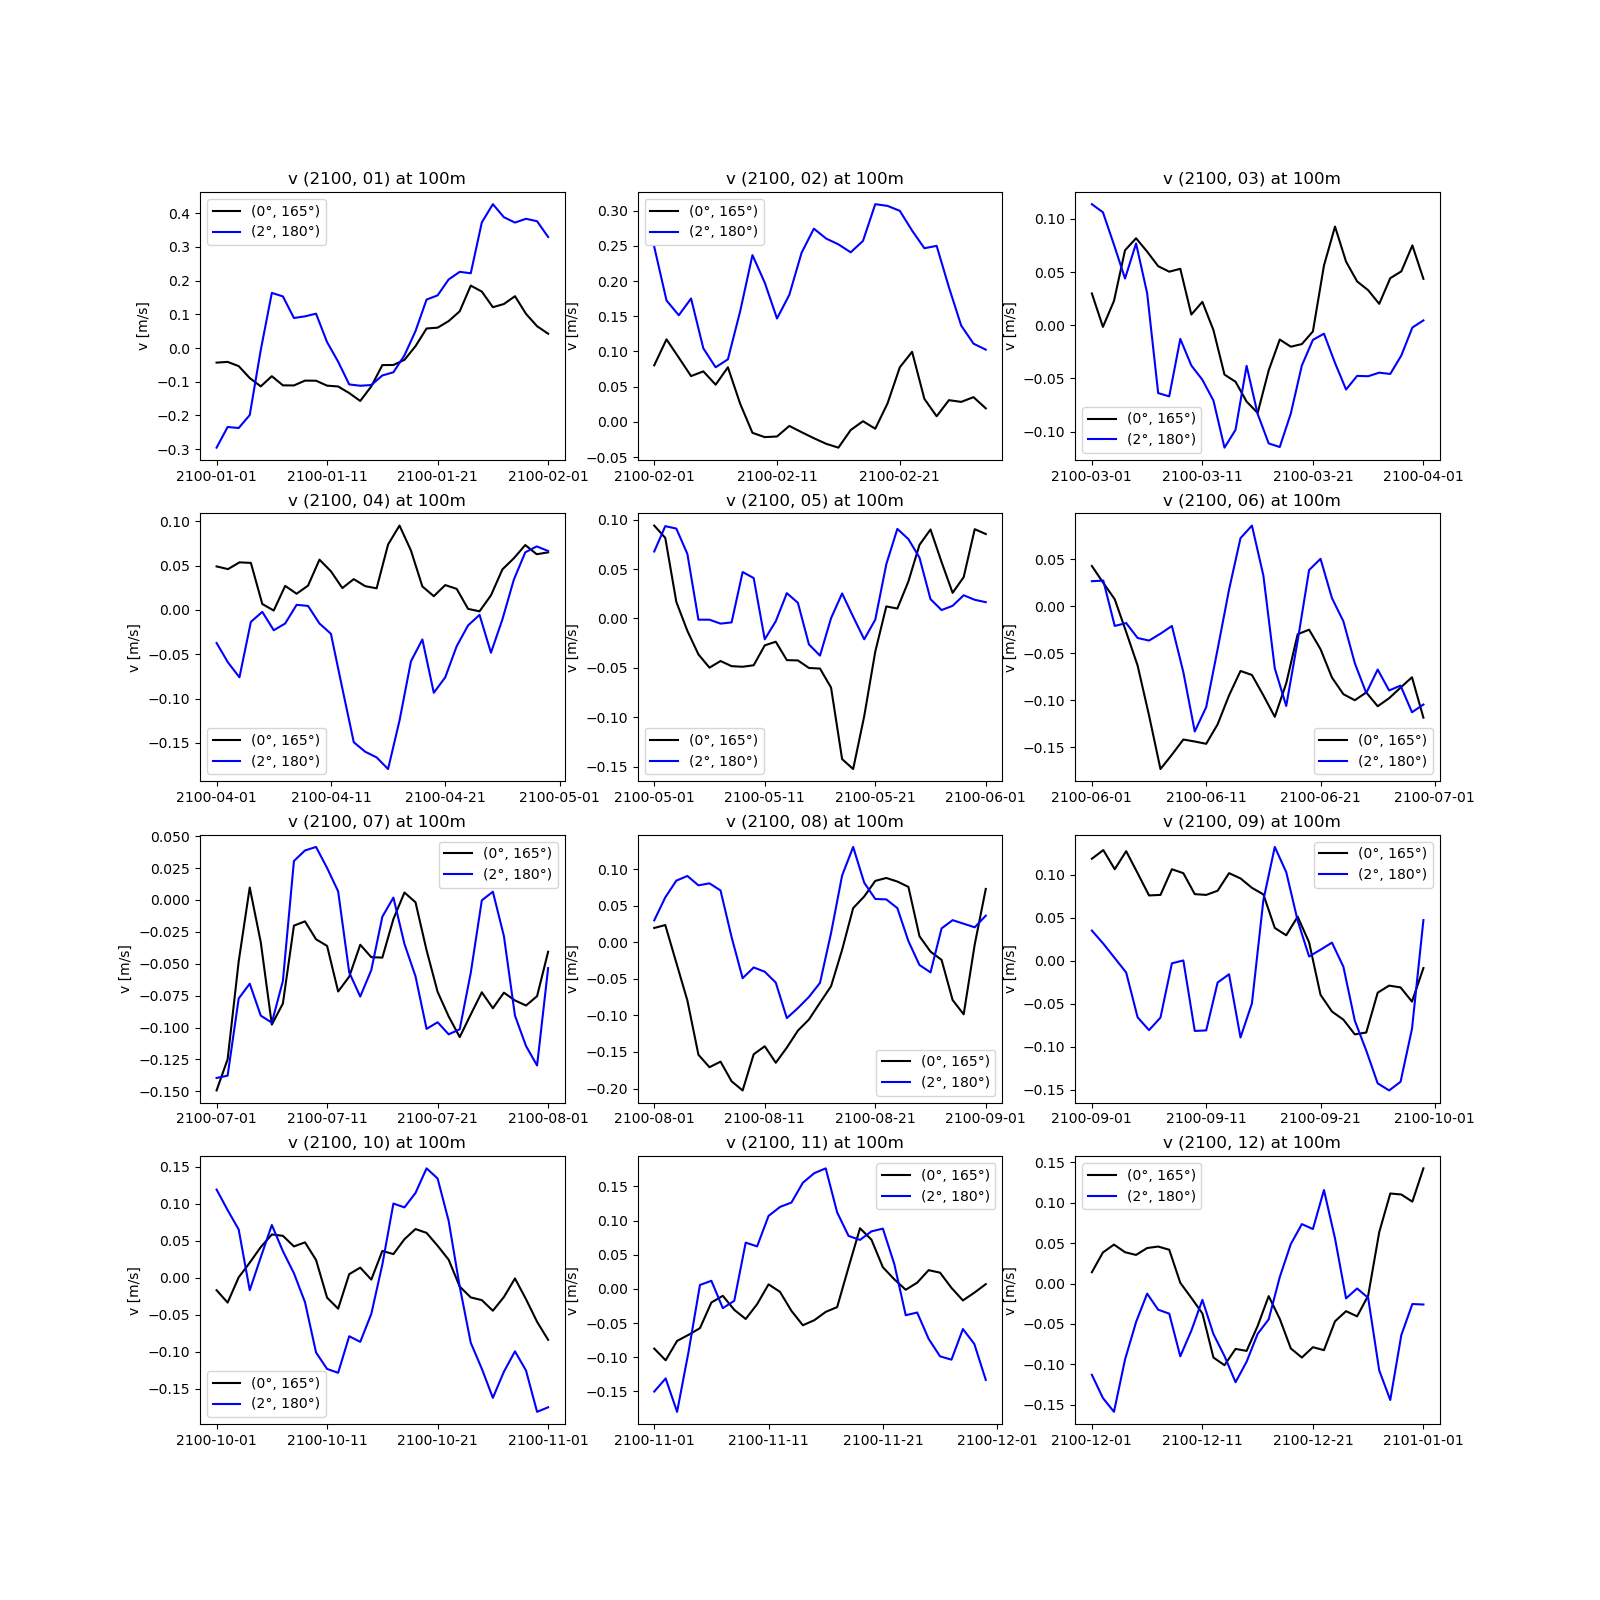 v (2100, 01) at 100m
v [m/s]
0.4
0.3
0.2
0.1
0.0
−0.1
−0.2
−0.3
(0°, 165°)
(2°, 180°)
2100-01-01 2100-01-11 2100-01-21 2100-02-01
v (2100, 02) at 100m
v [m/s]
0.30
0.25
0.20
0.15
0.10
0.05
0.00
−0.05
(0°, 165°)
(2°, 180°)
2100-02-01 2100-02-11 2100-02-21
v (2100, 03) at 100m
v [m/s]
0.10
0.05
0.00
−0.05
−0.10
(0°, 165°)
(2°, 180°)
2100-03-01 2100-03-11 2100-03-21 2100-04-01
v (2100, 04) at 100m
v [m/s]
0.10
0.05
0.00
−0.05
−0.10
−0.15
(0°, 165°)
(2°, 180°)
2100-04-01 2100-04-11 2100-04-21 2100-05-01
v (2100, 05) at 100m
v [m/s]
0.10
0.05
0.00
−0.05
−0.10
−0.15
(0°, 165°)
(2°, 180°)
2100-05-01 2100-05-11 2100-05-21 2100-06-01
v (2100, 06) at 100m
v [m/s]
0.05
0.00
−0.05
−0.10
−0.15
(0°, 165°)
(2°, 180°)
2100-06-01 2100-06-11 2100-06-21 2100-07-01
v (2100, 07) at 100m
v [m/s]
0.050
0.025
0.000
−0.025
−0.050
−0.075
−0.100
−0.125
−0.150
(0°, 165°)
(2°, 180°)
2100-07-01 2100-07-11 2100-07-21 2100-08-01
v (2100, 08) at 100m
v [m/s]
0.10
0.05
0.00
−0.05
−0.10
−0.15
−0.20
(0°, 165°)
(2°, 180°)
2100-08-01 2100-08-11 2100-08-21 2100-09-01
v (2100, 09) at 100m
v [m/s]
0.10
0.05
0.00
−0.05
−0.10
−0.15
(0°, 165°)
(2°, 180°)
2100-09-01 2100-09-11 2100-09-21 2100-10-01
v (2100, 10) at 100m
v [m/s]
0.15
0.10
0.05
0.00
−0.05
−0.10
−0.15
(0°, 165°)
(2°, 180°)
2100-10-01 2100-10-11 2100-10-21 2100-11-01
v (2100, 11) at 100m
v [m/s]
0.15
0.10
0.05
0.00
−0.05
−0.10
−0.15
(0°, 165°)
(2°, 180°)
2100-11-01 2100-11-11 2100-11-21 2100-12-01
v (2100, 12) at 100m
v [m/s]
0.15
0.10
0.05
0.00
−0.05
−0.10
−0.15
(0°, 165°)
(2°, 180°)
2100-12-01 2100-12-11 2100-12-21 2101-01-01